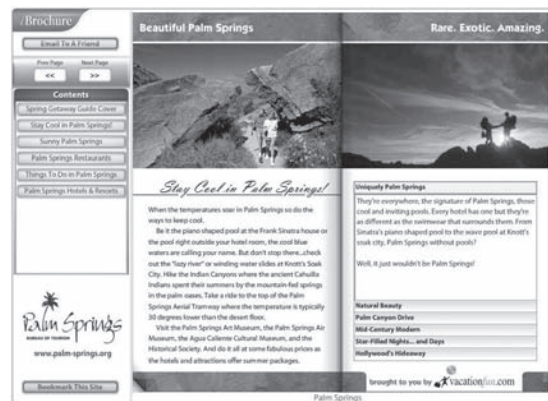 iBrochure
Email To A Friend
Prev Page
Next Page
<<
>>
Contents
Spring Getaway Guide Cover
Stay Cool in Palm Springs!
Sunny Palm Springs
Palm Springs Restaurants
Things To Do in Palm Springs
Palm Springs Hotels & Resorts
Palm Springs
BUREAU OF TOURISM
www.palm-springs.org
Bookmark This Site
Beautiful Palm Springs
Stay Cool in Palm Springs!
When the temperatures soar in Palm Springs so do the
ways to keep cool.
Be it the piano shaped pool at the Frank Sinatra house or
the pool right outside your hotel room, the cool blue
waters are calling your name. But don't stop there...check
out the "lazy river" or winding water slides at Knott's Soak
City. Hike the Indian Canyons where the ancient Cahuilla
Indians spent their summers by the mountain-fed springs
in the palm oases. Take a ride to the top of the Palm
Springs Aerial Tramway where the temperature is typically
30 degrees lower than the desert floor.
Visit the Palm Springs Art Museum, the Palm Springs Air
Museum, the Agua Caliente Cultural Museum, and the
Historical Society. And do it all at some fabulous prices as
the hotels and attractions offer summer packages.
Rare. Exotic. Amazing.
Uniquely Palm Springs
They're everywhere, the signature of Palm Springs, those
cool and inviting pools. Every hotel has one but they're
as different as the swimwear that surrounds them. From
Sinatra's piano shaped pool to the wave pool at Knott's
soak city, Palm Springs without pools?
Well, it just wouldn't be Palm Springs!
Natural Beauty
Palm Canyon Drive
Mid-Century Modern
Star-Filled Nights... and Days
Hollywood's Hideaway
brought to you by vacationfun.com
Palm Springs